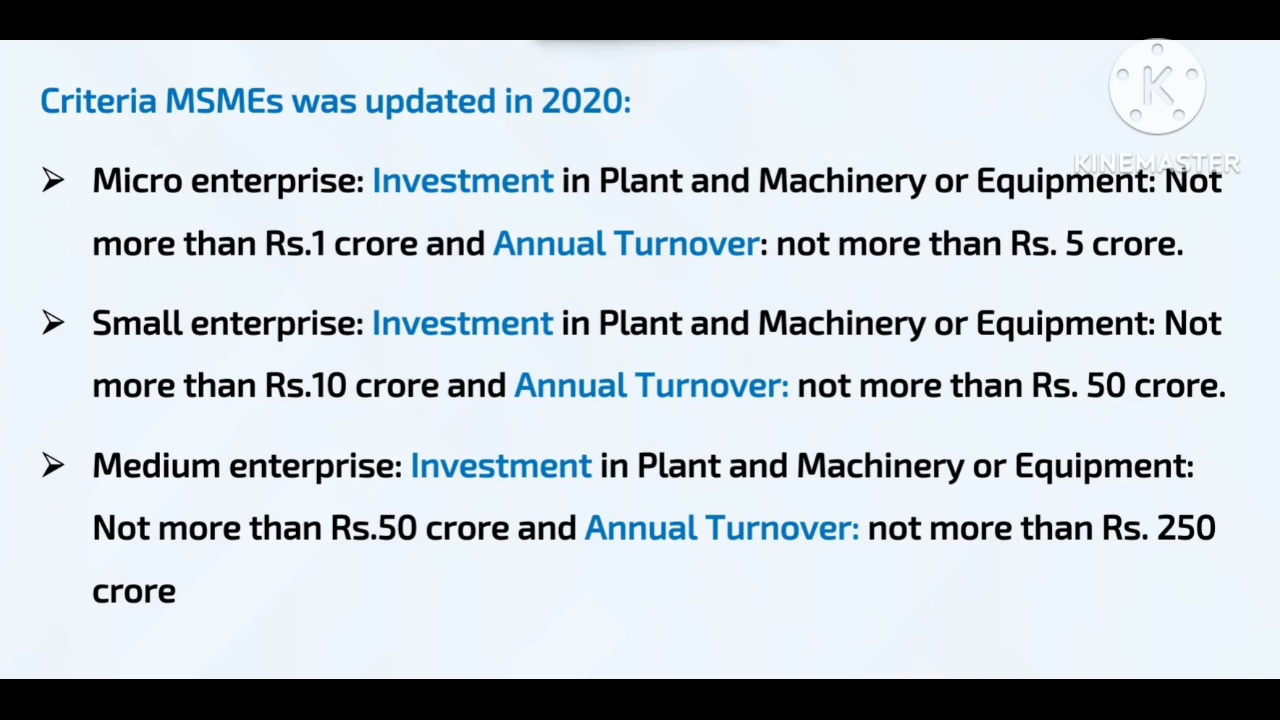 Criteria MSMEs was updated in 2020:
K
KINEMASTER
➢ Micro enterprise: Investment in Plant and Machinery or Equipment: Not
more than Rs.1 crore and Annual Turnover: not more than Rs. 5 crore.
➢ Small enterprise: Investment in Plant and Machinery or Equipment: Not
more than Rs.10 crore and Annual Turnover: not more than Rs. 50 crore.
➢ Medium enterprise: Investment in Plant and Machinery or Equipment:
Not more than Rs.50 crore and Annual Turnover: not more than Rs. 250
crore